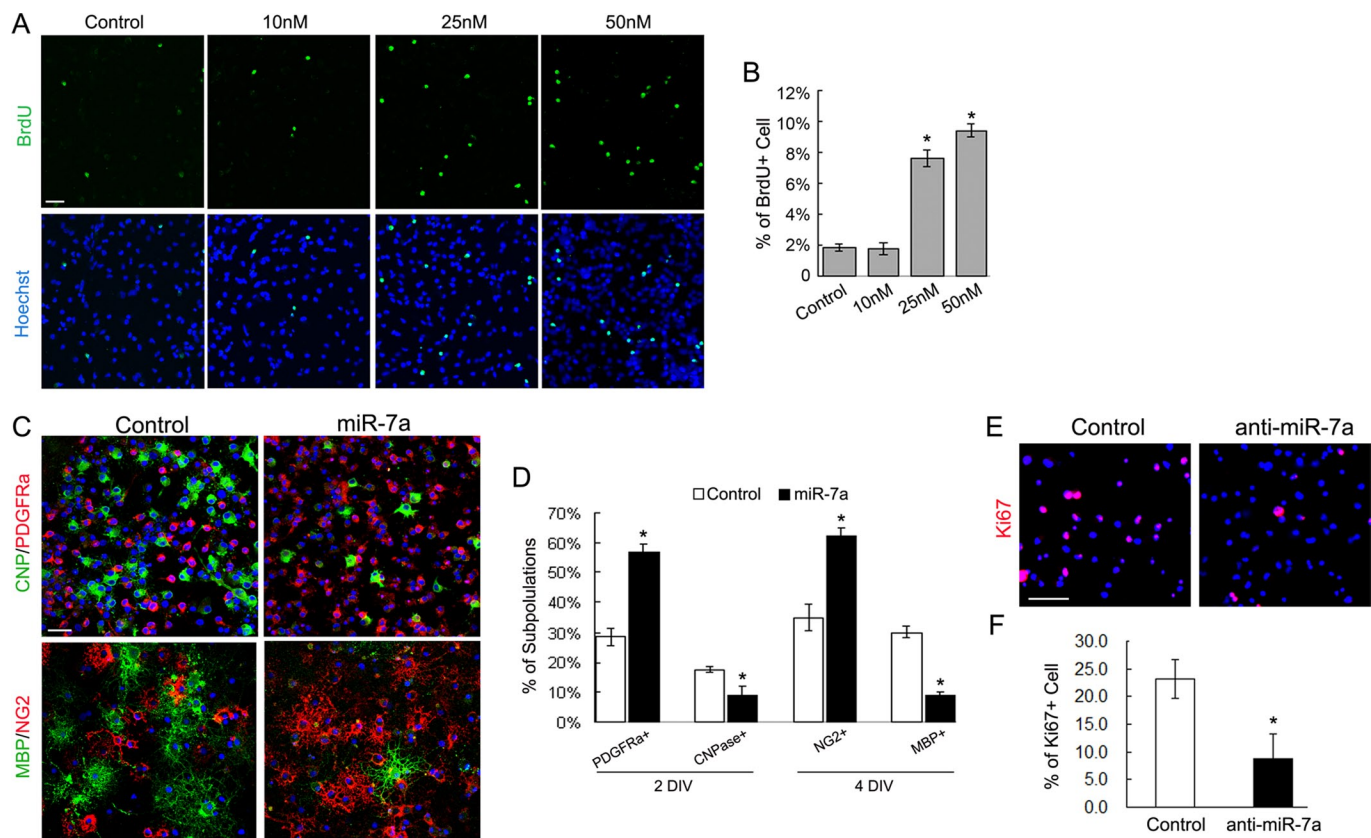 A
Control 10nM 25nM 50nM
BrdU
Hoechst
B
12%
10%
8%
6%
4%
2%
0
% of BrdU+ Cell
* *
Control 10nM 25nM 50nM
C
Control miR-7a
CNP/PDGFRa
MBP/NG2
D
Control miR-7a
70%
60%
50%
40%
30%
20%
10%
0%
% of Subpolulations
* * * *
PDGFRa+ CNPase+ NG2+ MBP+
2 DIV 4 DIV
E
Control anti-miR-7a
Ki67
F
30.0
25.0
20.0
15.0
10.0
5.0
0.0
% of Ki67+ Cell
*
Control anti-miR-7a